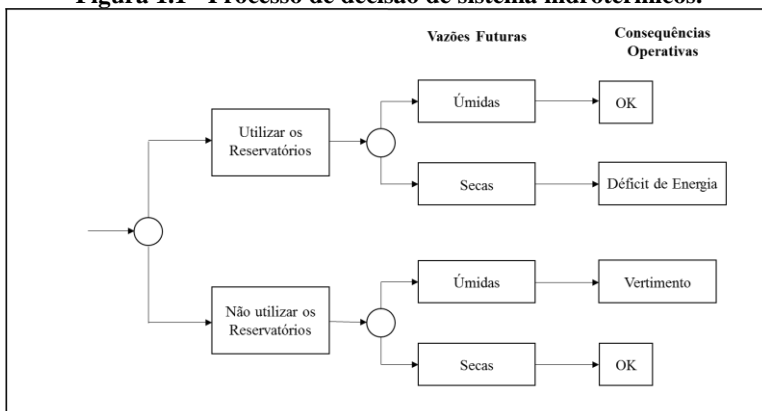 Figura 1.1 - Processo de decisão de sistema hidrotérmicos.
Vazões Futuras
Consequências
Operativas
Utilizar os
Reservatórios
Úmidas
OK
Secas
Déficit de Energia
Não utilizar os
Reservatórios
Úmidas
Vertimento
Secas
OK